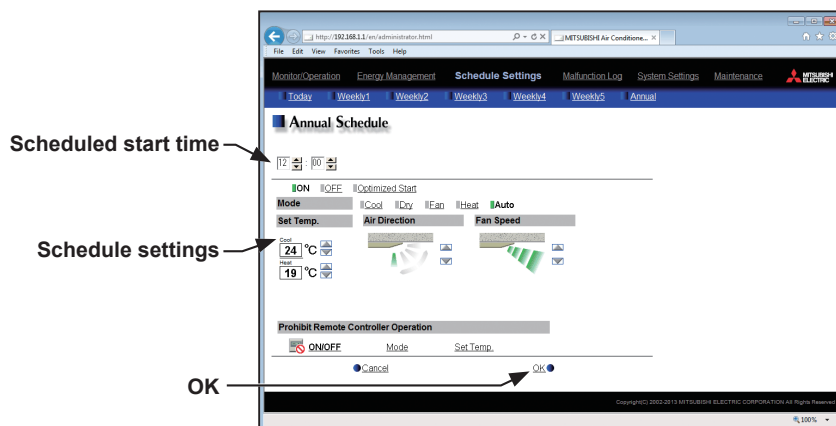 http://192.168.1.1/en/administrator.html
MITSUBISHI Air Conditione...
File Edit View Favorites Tools Help
Monitor/Operation Energy Management Schedule Settings Malfunction Log System Settings Maintenance MITSUBISHI ELECTRIC
Today Weekly1 Weekly2 Weekly3 Weekly4 Weekly5 Annual
Annual Schedule
Scheduled start time
12 : 00
ON OFF Optimized Start
Mode Cool Dry Fan Heat Auto
Set Temp. Air Direction Fan Speed
Schedule settings
Cool
24 °C
Heat
19 °C
Prohibit Remote Controller Operation
ON/OFF Mode Set Temp.
Cancel OK
OK
Copyright(C) 2002-2013 MITSUBISHI ELECTRIC CORPORATION All Rights Reserved
100%